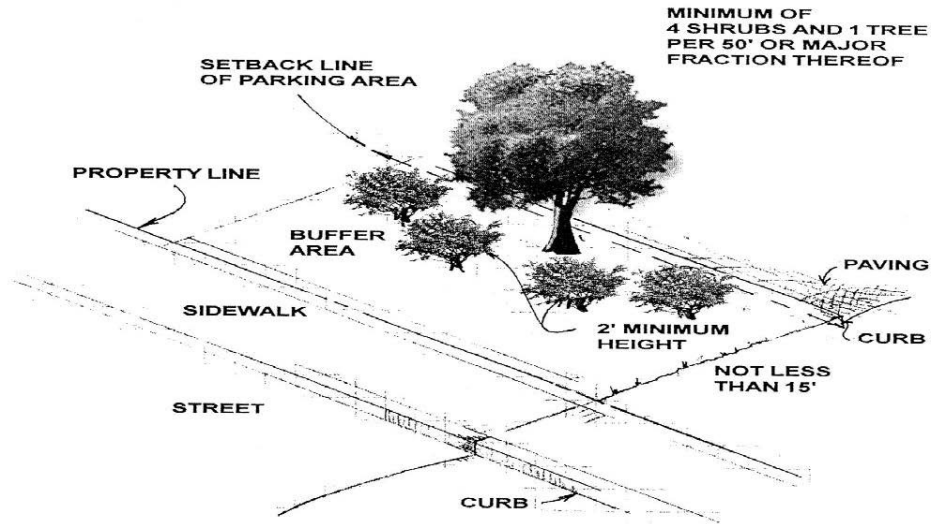 MINIMUM OF
4 SHRUBS AND 1 TREE
PER 50' OR MAJOR
FRACTION THEREOF
SETBACK LINE
OF PARKING AREA
PROPERTY LINE
BUFFER
AREA
PAVING
SIDEWALK
2' MINIMUM
HEIGHT
CURB
NOT LESS
THAN 15'
STREET
CURB